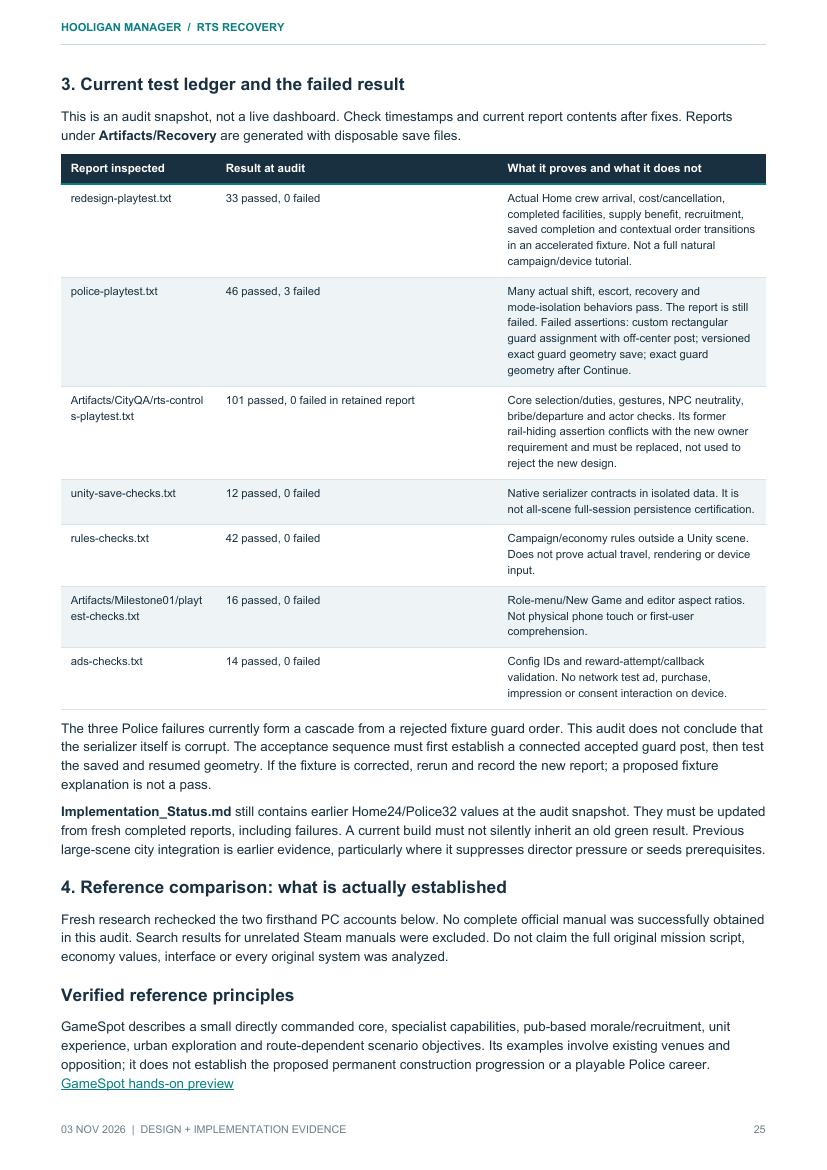 HOOLIGAN MANAGER / RTS RECOVERY
3. Current test ledger and the failed result
This is an audit snapshot, not a live dashboard. Check timestamps and current report contents after fixes. Reports
under Artifacts/Recovery are generated with disposable save files.
Report inspected
Result at audit
What it proves and what it does not
redesign-playtest.txt
33 passed, 0 failed
Actual Home crew arrival, cost/cancellation,
completed facilities, supply benefit, recruitment,
saved completion and contextual order transitions
in an accelerated fixture. Not a full natural
campaign/device tutorial.
police-playtest.txt
46 passed, 3 failed
Many actual shift, escort, recovery and
mode-isolation behaviors pass. The report is still
failed. Failed assertions: custom rectangular
guard assignment with off-center post; versioned
exact guard geometry save; exact guard
geometry after Continue.
Artifacts/CityQA/rts-control
s-playtest.txt
101 passed, 0 failed in retained report
Core selection/duties, gestures, NPC neutrality,
bribe/departure and actor checks. Its former
rail-hiding assertion conflicts with the new owner
requirement and must be replaced, not used to
reject the new design.
unity-save-checks.txt
12 passed, 0 failed
Native serializer contracts in isolated data. It is
not all-scene full-session persistence certification.
rules-checks.txt
42 passed, 0 failed
Campaign/economy rules outside a Unity scene.
Does not prove actual travel, rendering or device
input.
Artifacts/Milestone01/playt
est-checks.txt
16 passed, 0 failed
Role-menu/New Game and editor aspect ratios.
Not physical phone touch or first-user
comprehension.
ads-checks.txt
14 passed, 0 failed
Config IDs and reward-attempt/callback
validation. No network test ad, purchase,
impression or consent interaction on device.
The three Police failures currently form a cascade from a rejected fixture guard order. This audit does not conclude that
the serializer itself is corrupt. The acceptance sequence must first establish a connected accepted guard post, then test
the saved and resumed geometry. If the fixture is corrected, rerun and record the new report; a proposed fixture
explanation is not a pass.
Implementation_Status.md still contains earlier Home24/Police32 values at the audit snapshot. They must be updated
from fresh completed reports, including failures. A current build must not silently inherit an old green result. Previous
large-scene city integration is earlier evidence, particularly where it suppresses director pressure or seeds prerequisites.
4. Reference comparison: what is actually established
Fresh research rechecked the two firsthand PC accounts below. No complete official manual was successfully obtained
in this audit. Search results for unrelated Steam manuals were excluded. Do not claim the full original mission script,
economy values, interface or every original system was analyzed.
Verified reference principles
GameSpot describes a small directly commanded core, specialist capabilities, pub-based morale/recruitment, unit
experience, urban exploration and route-dependent scenario objectives. Its examples involve existing venues and
opposition; it does not establish the proposed permanent construction progression or a playable Police career.
GameSpot hands-on preview
03 NOV 2026 | DESIGN + IMPLEMENTATION EVIDENCE
25